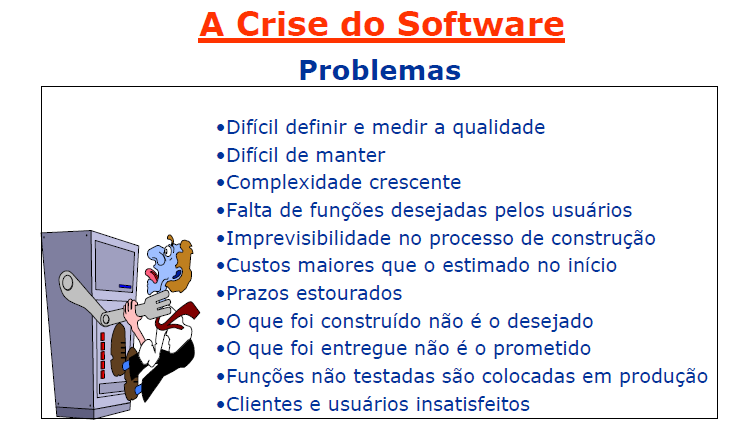 A Crise do Software
Problemas
•Difícil definir e medir a qualidade
•Difícil de manter
•Complexidade crescente
•Falta de funções desejadas pelos usuários
•Imprevisibilidade no processo de construção
•Custos maiores que o estimado no início
•Prazos estourados
•O que foi construído não é o desejado
•O que foi entregue não é o prometido
•Funções não testadas são colocadas em produção
•Clientes e usuários insatisfeitos